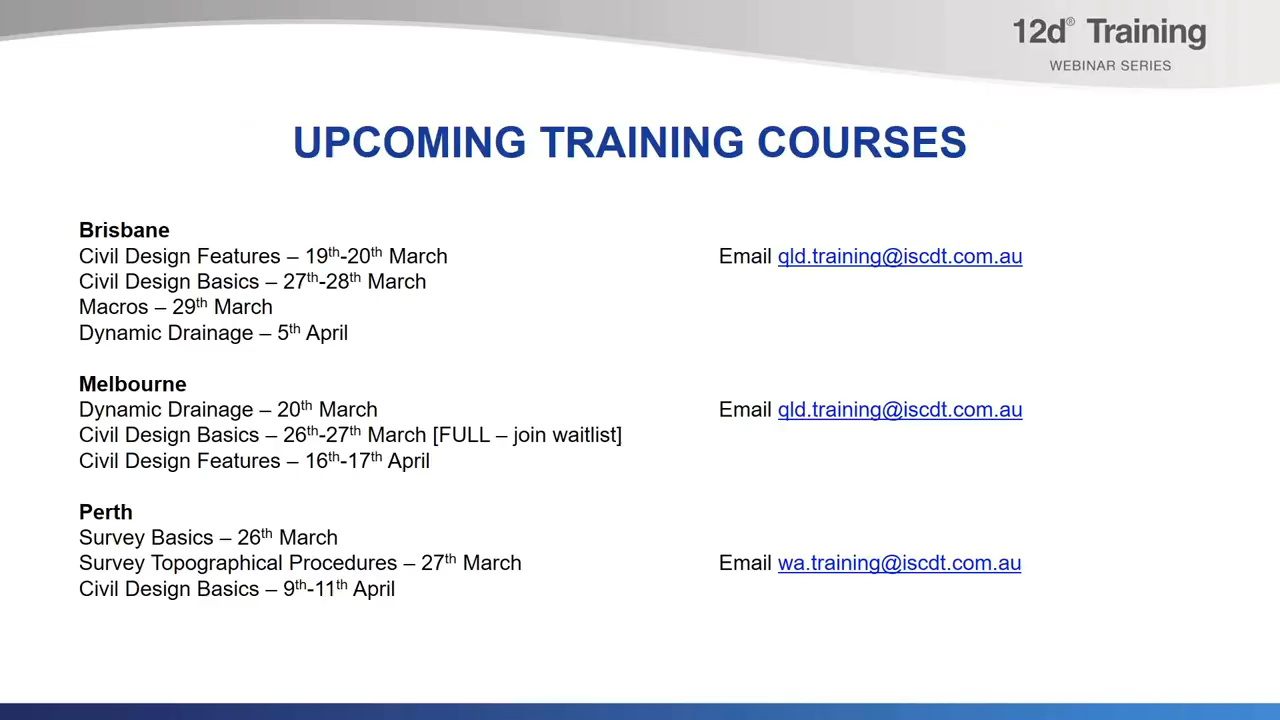 12d® Training
WEBINAR SERIES
UPCOMING TRAINING COURSES
Brisbane
Civil Design Features – 19th-20th March Email qld.training@iscdt.com.au
Civil Design Basics – 27th-28th March
Macros – 29th March
Dynamic Drainage – 5th April
Melbourne
Dynamic Drainage – 20th March Email qld.training@iscdt.com.au
Civil Design Basics – 26th-27th March [FULL – join waitlist]
Civil Design Features – 16th-17th April
Perth
Survey Basics – 26th March
Survey Topographical Procedures – 27th March Email wa.training@iscdt.com.au
Civil Design Basics – 9th-11th April